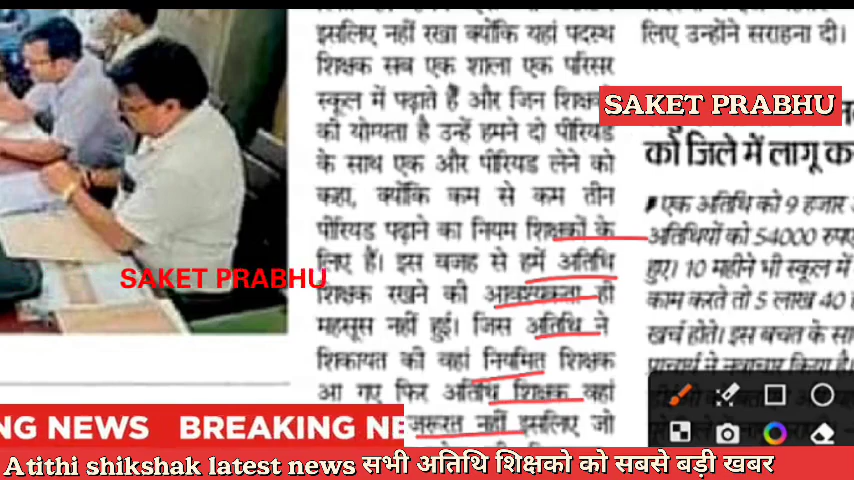 इसलिए नहीं रखा क्योंकि यहां पदस्थ
शिक्षक सब एक शाला एक परिसर
स्कूल में पढ़ाते हैं और जिन
की योग्यता है उन्हें हमने दो पीरियड
के साथ एक और पीरियड लेने को
कहा, क्योंकि कम से कम तीन
पीरियड पढ़ाने का नियम शिक्षकों के
लिए हैं। इस वजह से हमें अतिथि
शिक्षक रखने की आवश्यकता ही
महसूस नहीं हुई। जिस अतिथि ने
शिकायत की वहां नियमित शिक्षक
आ गए फिर अतिथि शिक्षक वहां
जरूरत नहीं इसलिए जो
लिए उन्होंने सराहना दी।
SAKET PRABHU
को जिले में लागू
एक अतिथि को 9 हजार
अतिथियों को 54000
हुए। 10 महीने भी स्कूल में
काम करते तो 5 लाख 40
खर्च होते। इस बचत के
प्राचार्य ने नवाचार किया है।
SAKET PRABHU
NG NEWS BREAKING NE
Atithi shikshak latest news सभी अतिथि शिक्षको को सबसे बड़ी खबर